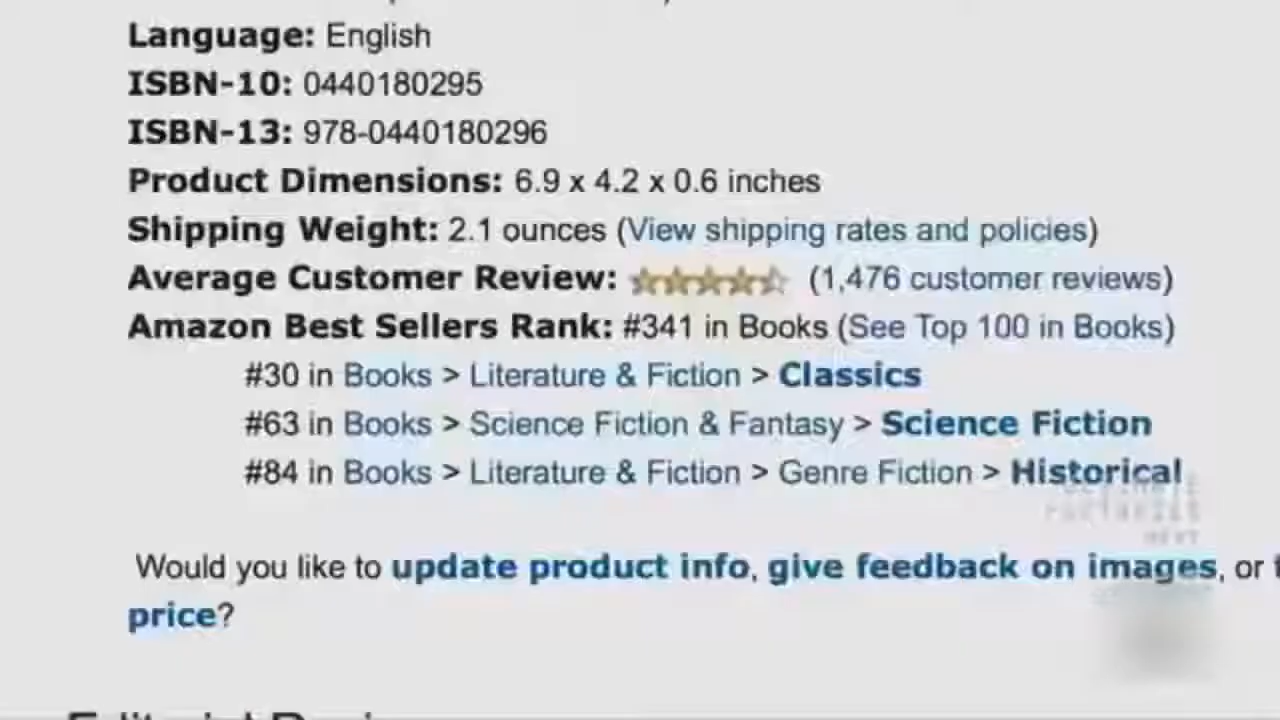 Language: English
ISBN-10: 0440180295
ISBN-13: 978-0440180296
Product Dimensions: 6.9 x 4.2 x 0.6 inches
Shipping Weight: 2.1 ounces (View shipping rates and policies)
Average Customer Review: (1,476 customer reviews)
Amazon Best Sellers Rank: #341 in Books (See Top 100 in Books)
#30 in Books > Literature & Fiction > Classics
#63 in Books > Science Fiction & Fantasy > Science Fiction
#84 in Books > Literature & Fiction > Genre Fiction > Historical
Would you like to update product info, give feedback on images, or
price?